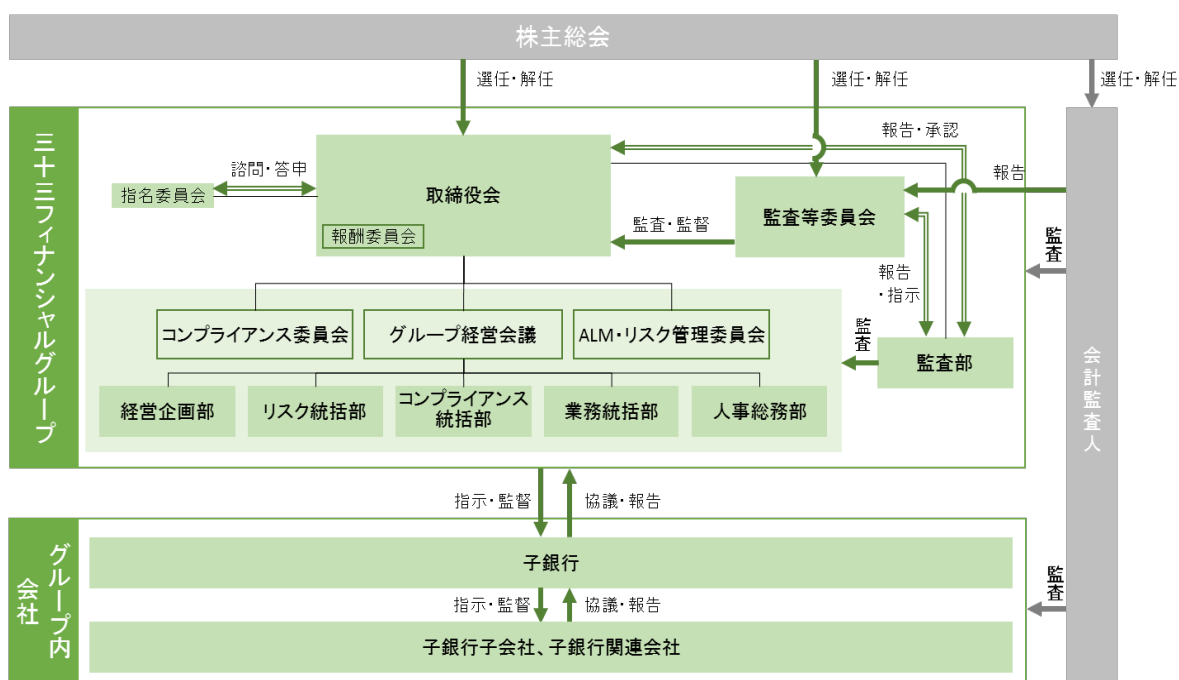 株主総会
選任・解任
選任・解任
選任・解任
三十三フィナンシャルグループ
報告・承認
諮問・答申
指名委員会
取締役会
報酬委員会
監査・監督
監査等委員会
報告
監査
報告
・指示
コンプライアンス委員会
グループ経営会議
ALM・リスク管理委員会
監査
監査部
会計監査人
経営企画部
リスク統括部
コンプライアンス
統括部
業務統括部
人事総務部
指示・監督
協議・報告
グループ内
会社
子銀行
監査
指示・監督
協議・報告
子銀行子会社、子銀行関連会社